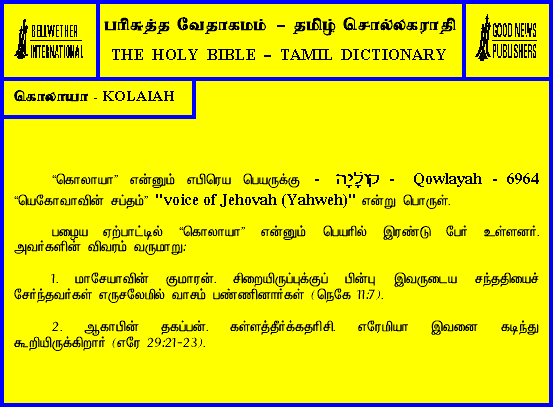 BELLWETHER
INTERNATIONAL
பரிசுத்த வேதாகமம் – தமிழ் சொல்லகராதி
THE HOLY BIBLE – TAMIL DICTIONARY
GOOD NEWS
PUBLISHERS
கொலாயா - KOLAIAH
“கொலாயா” என்னும் எபிரெய பெயருக்கு - קוֹלָיָה - Qowlayah - 6964
“யெகோவாவின் சப்தம்” "voice of Jehovah (Yahweh)" என்று பொருள்.
பழைய ஏற்பாட்டில் “கொலாயா” என்னும் பெயரில் இரண்டு பேர் உள்ளனர்.
அவர்களின் விவரம் வருமாறு:
1. மாசேயாவின் குமாரன். சிறையிருப்புக்குப் பின்பு இவருடைய சந்ததியைச்
சேர்ந்தவர்கள் எருசலேமில் வாசம் பண்ணினார்கள் (நெகே 11:7).
2. ஆகாபின் தகப்பன். கள்ளத்தீர்க்கதரிசி. எரேமியா இவனை கடிந்து
கூறியிருக்கிறார் (எரே 29:21-23).